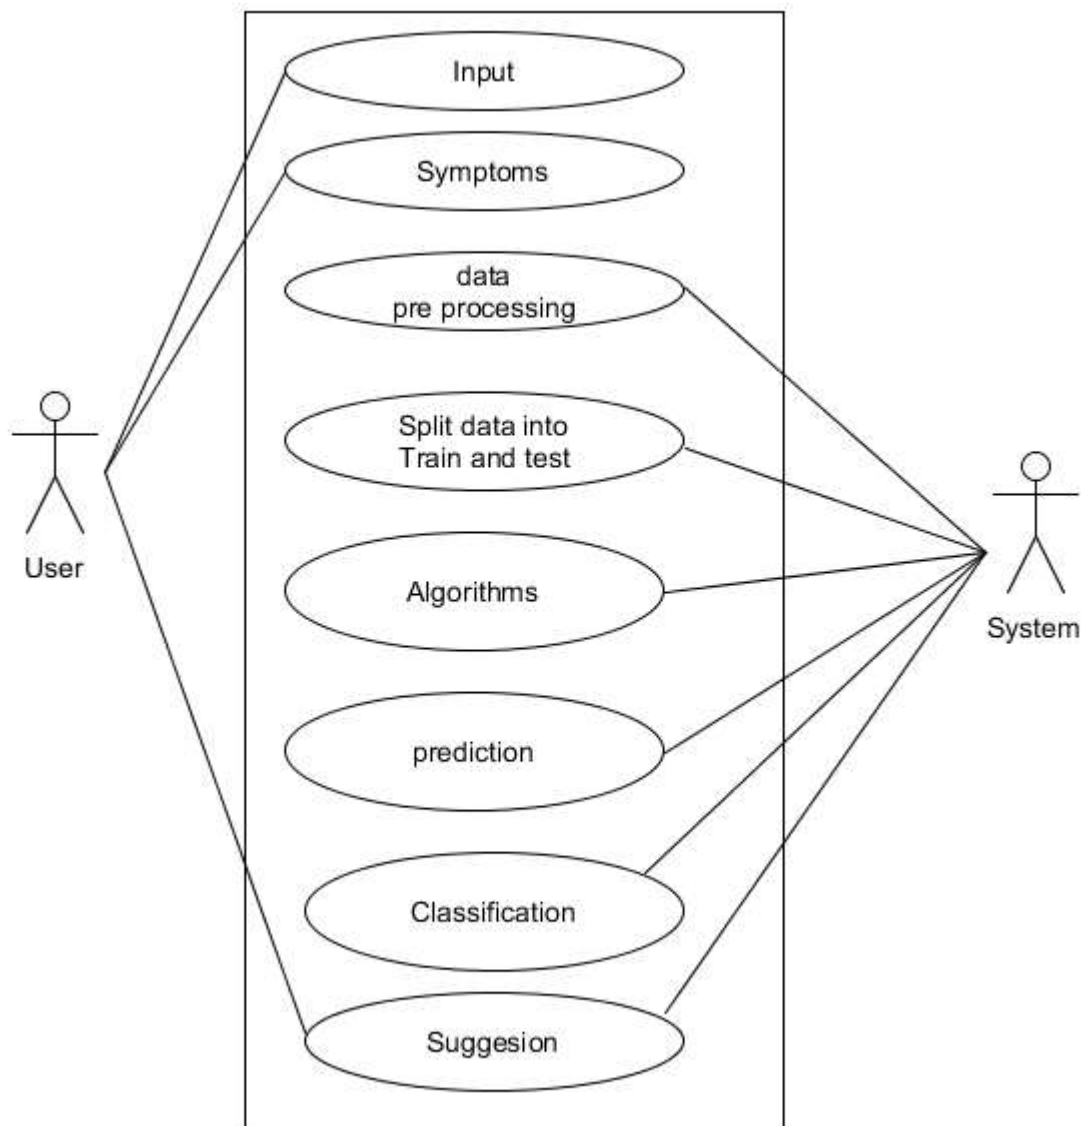 Input
Symptoms
data
pre processing
Split data into
Train and test
User
Algorithms
System
prediction
Classification
Suggesion